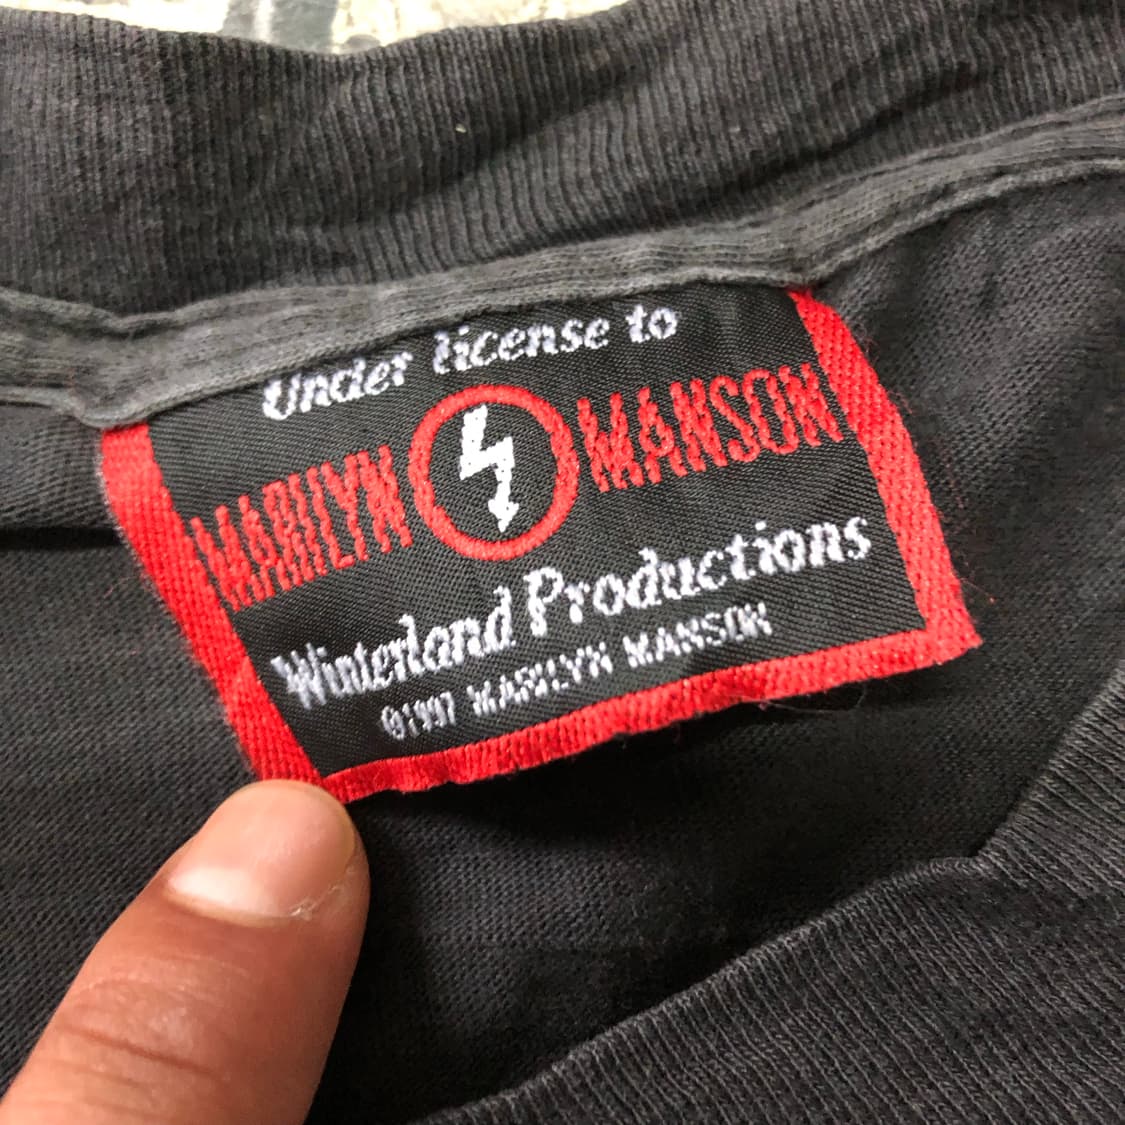 Under license to
MARILYN MANSON
Winterland Productions
©1997 MARILYN MANSON